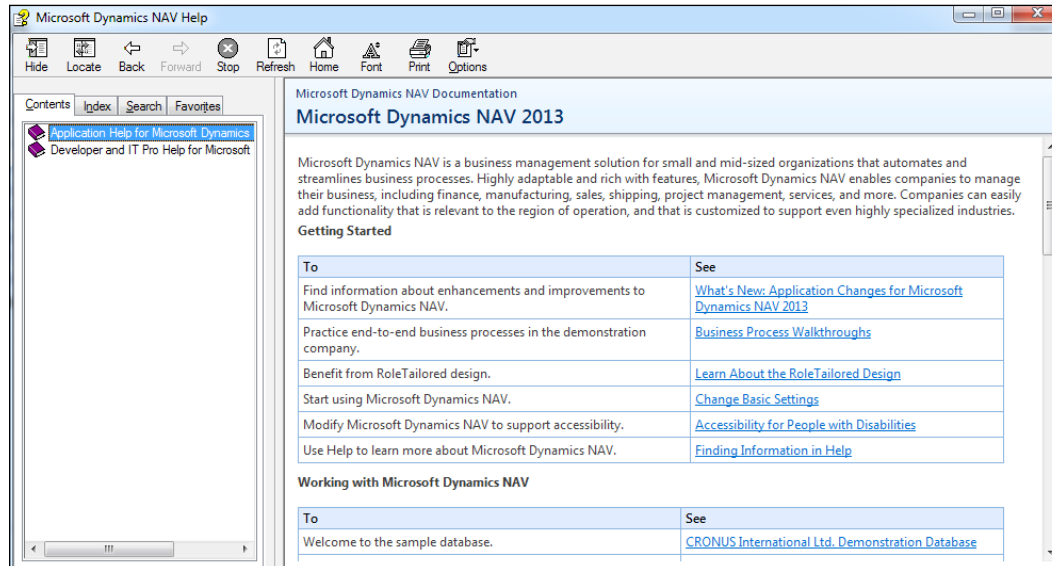 Microsoft Dynamics NAV Help
Hide Locate Back Forward Stop Refresh Home Font Print Options
Contents Index Search Favorites
Application Help for Microsoft Dynamics
Developer and IT Pro Help for Microsoft
Microsoft Dynamics NAV Documentation
Microsoft Dynamics NAV 2013
Microsoft Dynamics NAV is a business management solution for small and mid-sized organizations that automates and
streamlines business processes. Highly adaptable and rich with features, Microsoft Dynamics NAV enables companies to manage
their business, including finance, manufacturing, sales, shipping, project management, services, and more. Companies can easily
add functionality that is relevant to the region of operation, and that is customized to support even highly specialized industries.
Getting Started
To See
Find information about enhancements and improvements to
Microsoft Dynamics NAV.
What's New: Application Changes for Microsoft
Dynamics NAV 2013
Practice end-to-end business processes in the demonstration
company.
Business Process Walkthroughs
Benefit from RoleTailored design. Learn About the RoleTailored Design
Start using Microsoft Dynamics NAV. Change Basic Settings
Modify Microsoft Dynamics NAV to support accessibility. Accessibility for People with Disabilities
Use Help to learn more about Microsoft Dynamics NAV. Finding Information in Help
Working with Microsoft Dynamics NAV
To See
Welcome to the sample database. CRONUS International Ltd. Demonstration Database